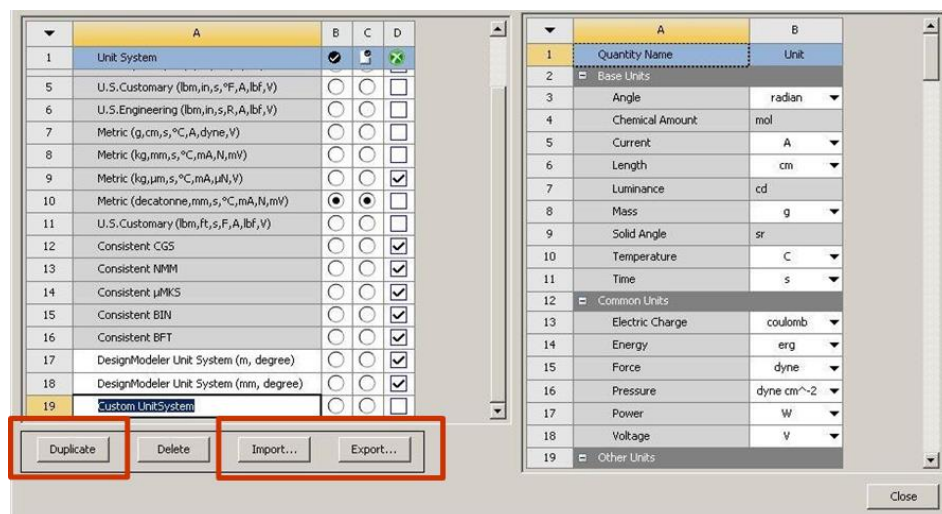 A B C D
1 Unit System
5 U.S.Customary (lbm,in,s,°F,A,lbf,V)
6 U.S.Engineering (lbm,in,s,R,A,lbf,V)
7 Metric (g,cm,s,°C,A,dyne,V)
8 Metric (kg,mm,s,°C,mA,N,mV)
9 Metric (kg,µm,s,°C,mA,µN,V)
10 Metric (decatonne,mm,s,°C,mA,N,mV)
11 U.S.Customary (lbm,ft,s,F,A,lbf,V)
12 Consistent CGS
13 Consistent NMM
14 Consistent µMKS
15 Consistent BIN
16 Consistent BFT
17 DesignModeler Unit System (m, degree)
18 DesignModeler Unit System (mm, degree)
19 Custom UnitSystem
Duplicate Delete Import... Export...
A B
1 Quantity Name Unit
2 Base Units
3 Angle radian
4 Chemical Amount mol
5 Current A
6 Length cm
7 Luminance cd
8 Mass g
9 Solid Angle sr
10 Temperature C
11 Time s
12 Common Units
13 Electric Charge coulomb
14 Energy erg
15 Force dyne
16 Pressure dyne cm^-2
17 Power W
18 Voltage V
19 Other Units
Close